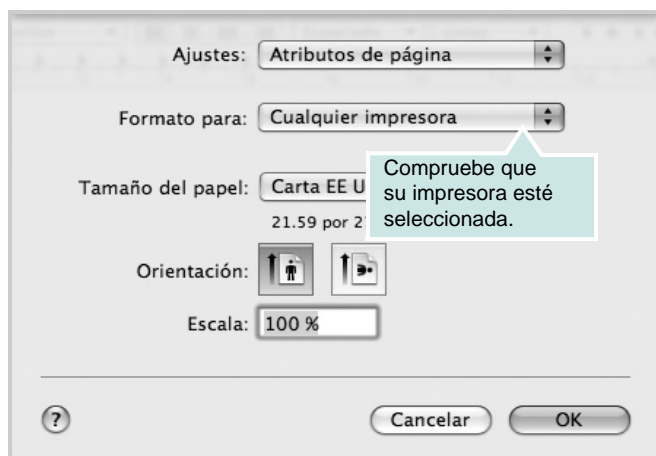 Ajustes: Atributos de página
Formato para: Cualquier impresora
Compruebe que
su impresora esté
seleccionada.
Tamaño del papel: Carta EE U
21.59 por 2
Orientación:
Escala: 100 %
?
Cancelar OK